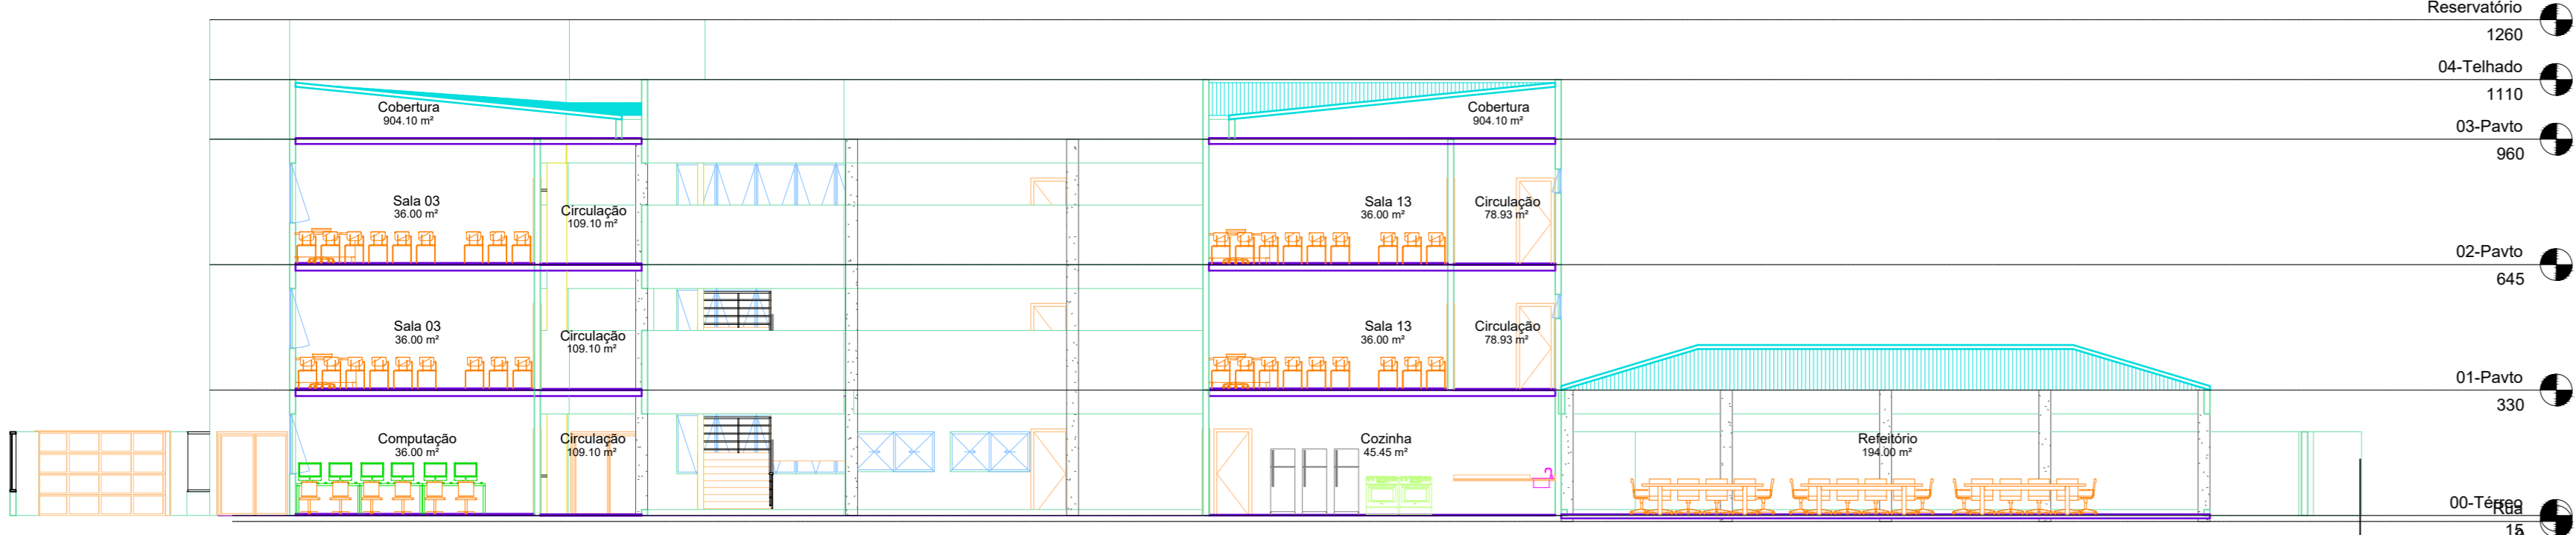 Reservatório
1260
04-Telhado
1110
Cobertura
904.10 m²
Cobertura
904.10 m²
03-Pavto
960
Sala 03
36.00 m²
Circulação
109.10 m²
Sala 13
36.00 m²
Circulação
78.93 m²
02-Pavto
645
Sala 03
36.00 m²
Circulação
109.10 m²
Sala 13
36.00 m²
Circulação
78.93 m²
01-Pavto
330
Computação
36.00 m²
Circulação
109.10 m²
Cozinha
45.45 m²
Refeitório
194.00 m²
00-Térreo
Rua
15